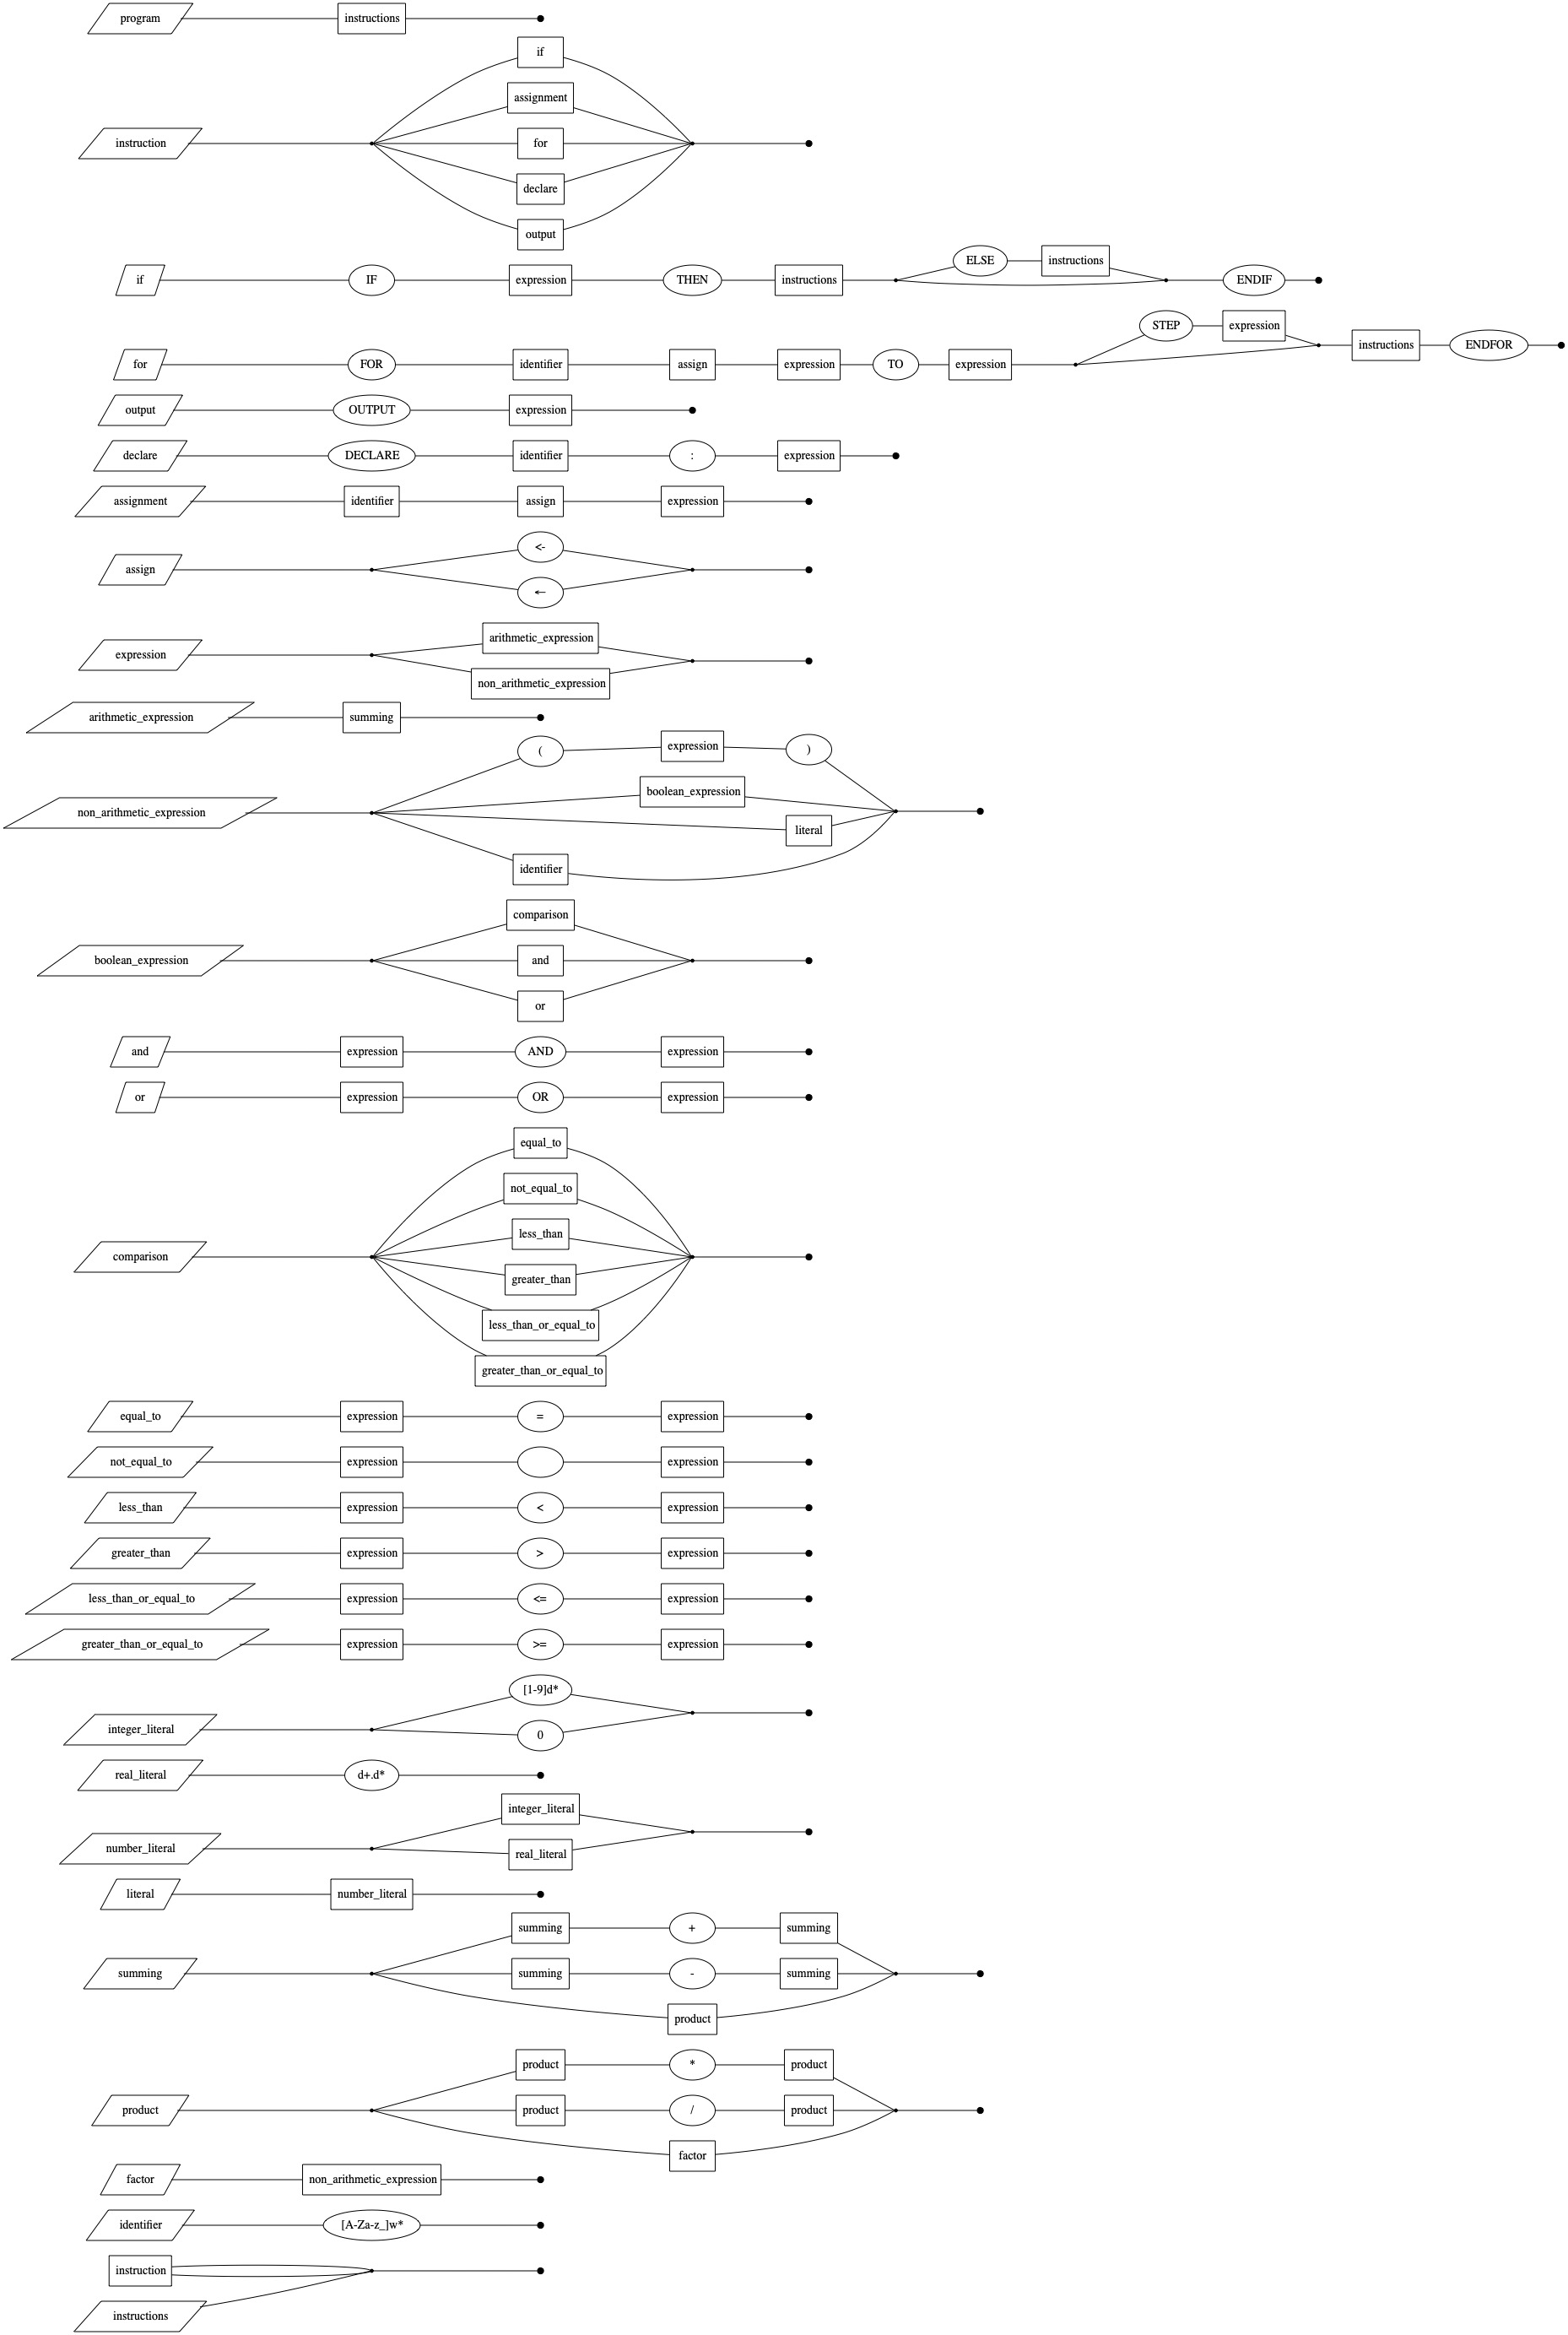 program instructions
if
assignment
instruction for
declare
output
ELSE instructions
if IF expression THEN instructions ENDIF
STEP expression
instructions ENDFOR
for FOR identifier assign expression TO expression
output OUTPUT expression
declare DECLARE identifier : expression
assignment identifier assign expression
<-
assign
←
arithmetic_expression
expression
non_arithmetic_expression
arithmetic_expression summing
( expression )
boolean_expression
non_arithmetic_expression
literal
identifier
comparison
boolean_expression and
or
and expression AND expression
or expression OR expression
equal_to
not_equal_to
less_than
comparison
greater_than
less_than_or_equal_to
greater_than_or_equal_to
equal_to expression = expression
not_equal_to expression expression
less_than expression < expression
greater_than expression > expression
less_than_or_equal_to expression <= expression
greater_than_or_equal_to expression >= expression
[1-9]d*
integer_literal 0
real_literal d+.d*
integer_literal
number_literal real_literal
literal number_literal
summing + summing
summing summing - summing
product
product * product
product product / product
factor
factor non_arithmetic_expression
identifier [A-Za-z_]w*
instruction
instructions